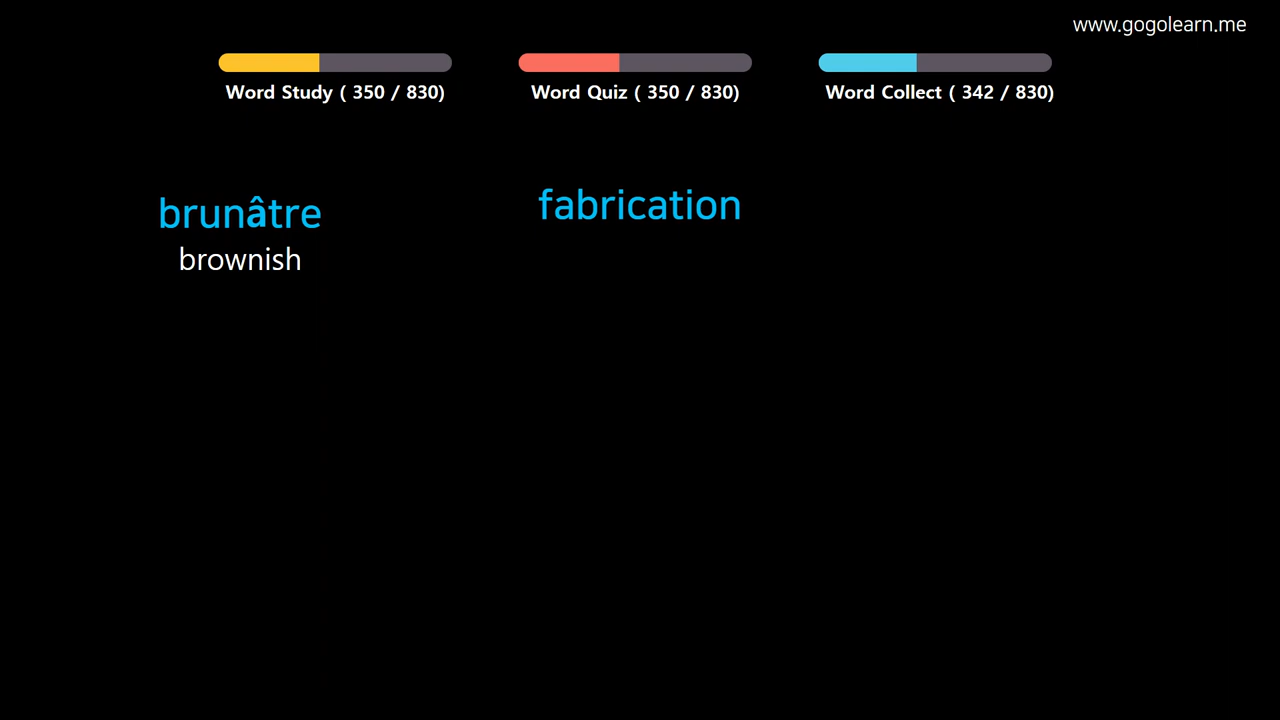 www.gogolearn.me
Word Study ( 350 / 830)
Word Quiz ( 350 / 830)
Word Collect ( 342 / 830)
brunâtre
brownish
fabrication